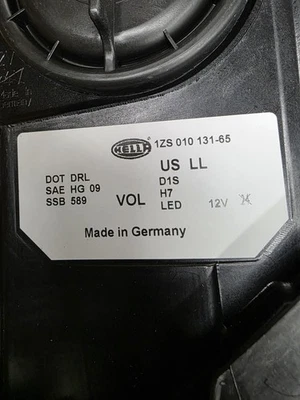 HELLA 1ZS 010 131-65
US LL
DOT DRL
SAE HG 09
SSB 589
VOL
D1S
H7
LED
12V
Made in Germany